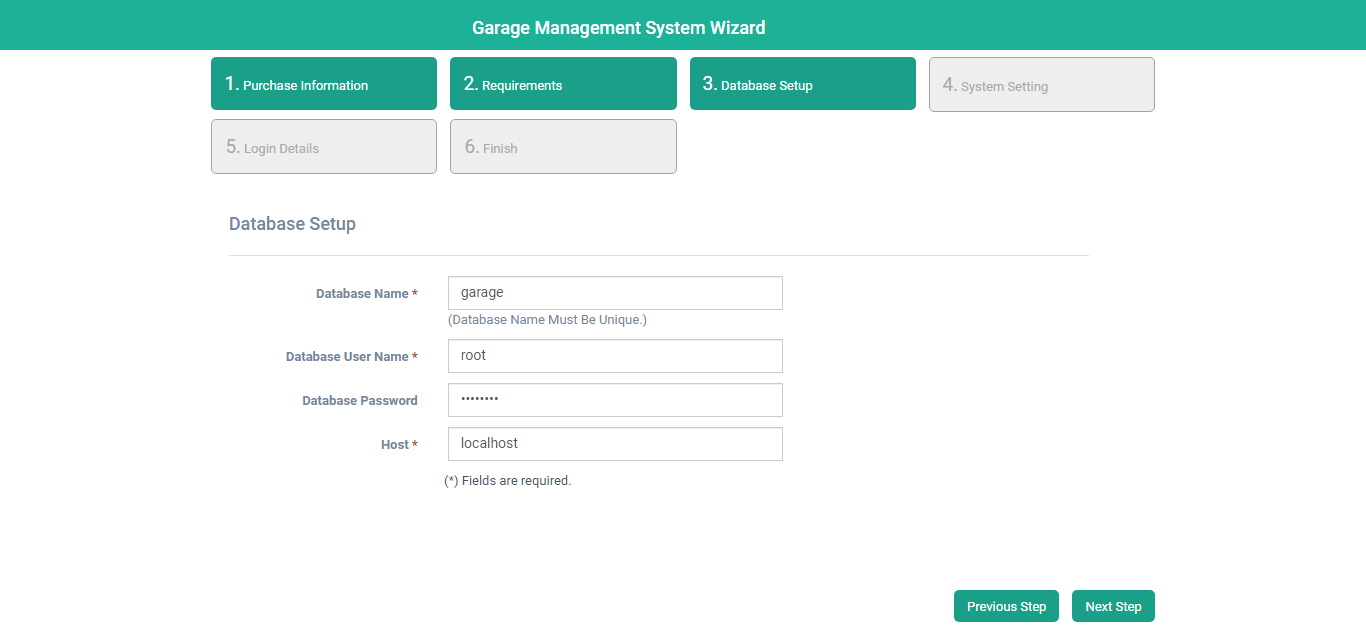 Garage Management System Wizard
1. Purchase Information
2. Requirements
3. Database Setup
4. System Setting
5. Login Details
6. Finish
Database Setup
Database Name * garage
(Database Name Must Be Unique.)
Database User Name * root
Database Password ••••••••
Host * localhost
(*) Fields are required.
Previous Step Next Step